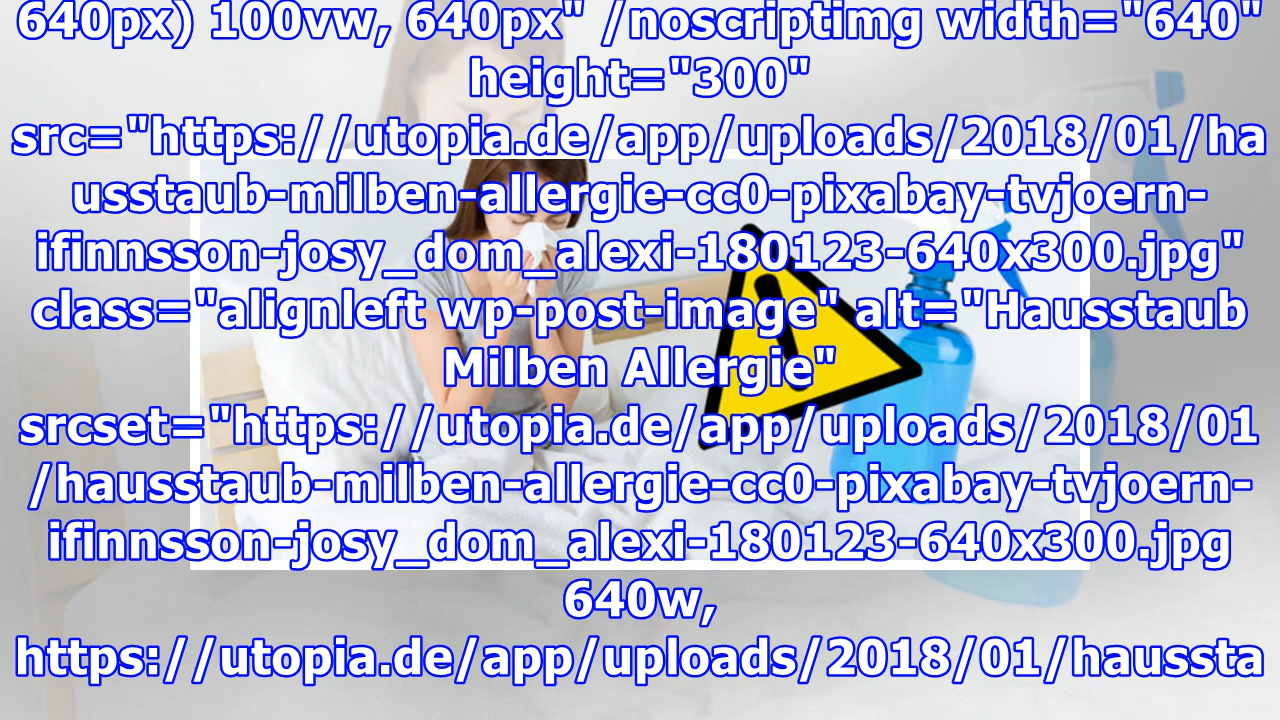 640px) 100vw, 640px" /noscriptimg width="640"
height="300"
src="https://utopia.de/app/uploads/2018/01/ha
usstaub-milben-allergie-cc0-pixabay-tvjoern-
ifinnsson-josy_dom_alexi-180123-640x300.jpg"
class="alignleft wp-post-image" alt="Hausstaub
Milben Allergie"
srcset="https://utopia.de/app/uploads/2018/01
/hausstaub-milben-allergie-cc0-pixabay-tvjoern-
ifinnsson-josy_dom_alexi-180123-640x300.jpg
640w,
https://utopia.de/app/uploads/2018/01/haussta